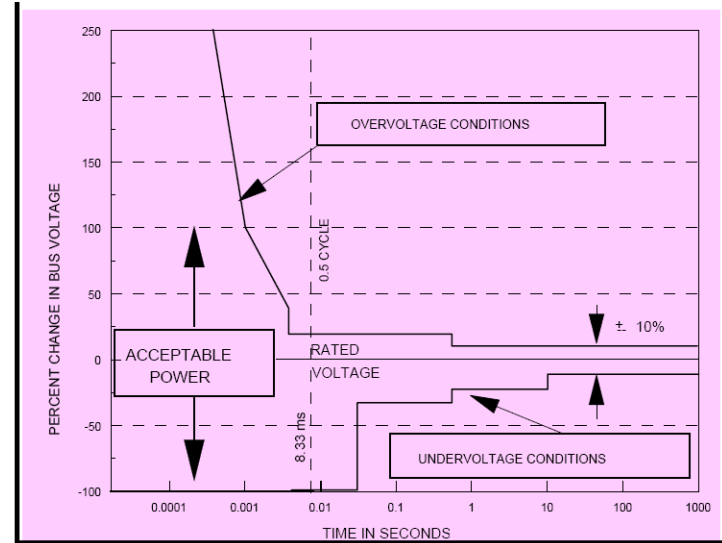 250
200
150
100
50
0
-50
-100
PERCENT CHANGE IN BUS VOLTAGE
OVERVOLTAGE CONDITIONS
0.5 CYCLE
± 10%
RATED
VOLTAGE
ACCEPTABLE
POWER
8.33 ms
UNDERVOLTAGE CONDITIONS
0.0001
0.001
0.01
0.1
1
10
100
1000
TIME IN SECONDS